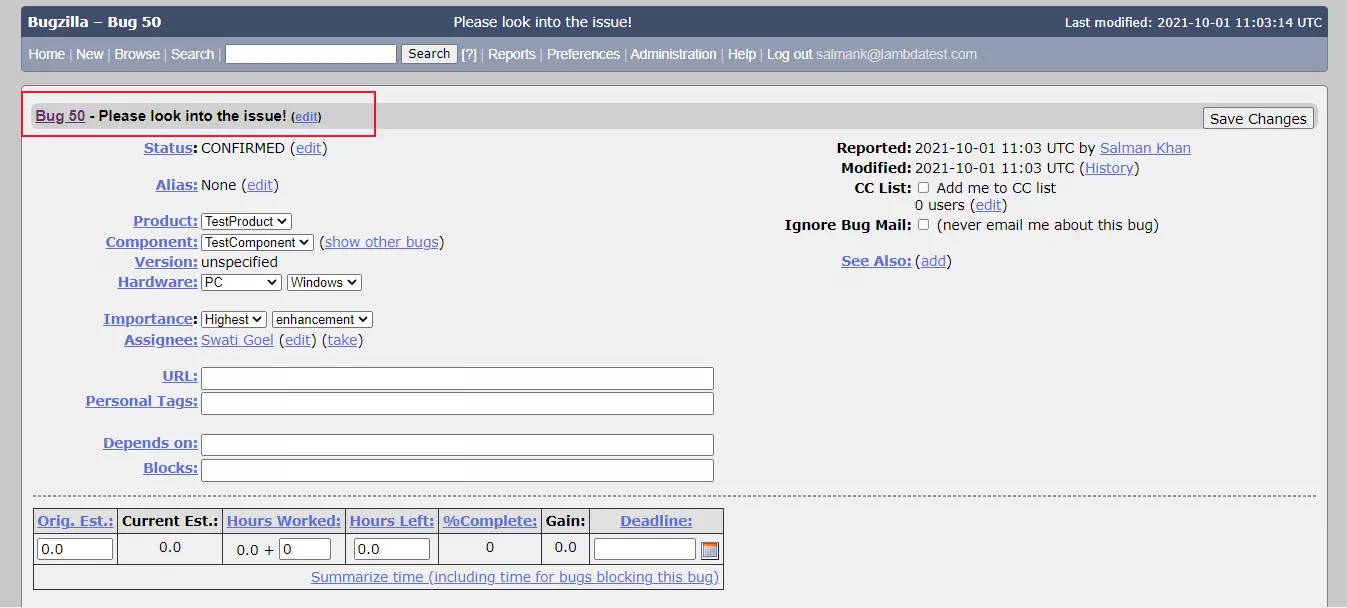 Bugzilla – Bug 50 Please look into the issue! Last modified: 2021-10-01 11:03:14 UTC
Home | New | Browse | Search | Search [?] | Reports | Preferences | Administration | Help | Log out salmank@lambdatest.com
Bug 50 - Please look into the issue! (edit) Save Changes
Status: CONFIRMED (edit)
Alias: None (edit)
Product: TestProduct
Component: TestComponent (show other bugs)
Version: unspecified
Hardware: PC Windows
Importance: Highest enhancement
Assignee: Swati Goel (edit) (take)
URL:
Personal Tags:
Depends on:
Blocks:
Reported: 2021-10-01 11:03 UTC by Salman Khan
Modified: 2021-10-01 11:03 UTC (History)
CC List: Add me to CC list
0 users (edit)
Ignore Bug Mail: (never email me about this bug)
See Also: (add)
Orig. Est.: Current Est.: Hours Worked: Hours Left: %Complete: Gain: Deadline:
0.0 0.0 0.0 + 0 0.0 0 0.0
Summarize time (including time for bugs blocking this bug)